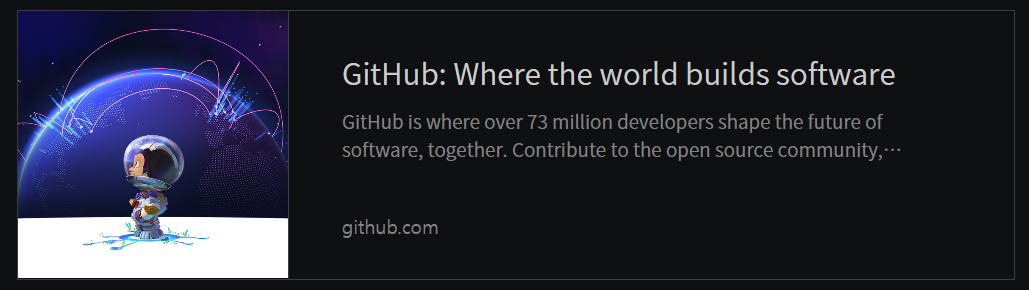 GitHub: Where the world builds software
GitHub is where over 73 million developers shape the future of
software, together. Contribute to the open source community,⋯
github.com